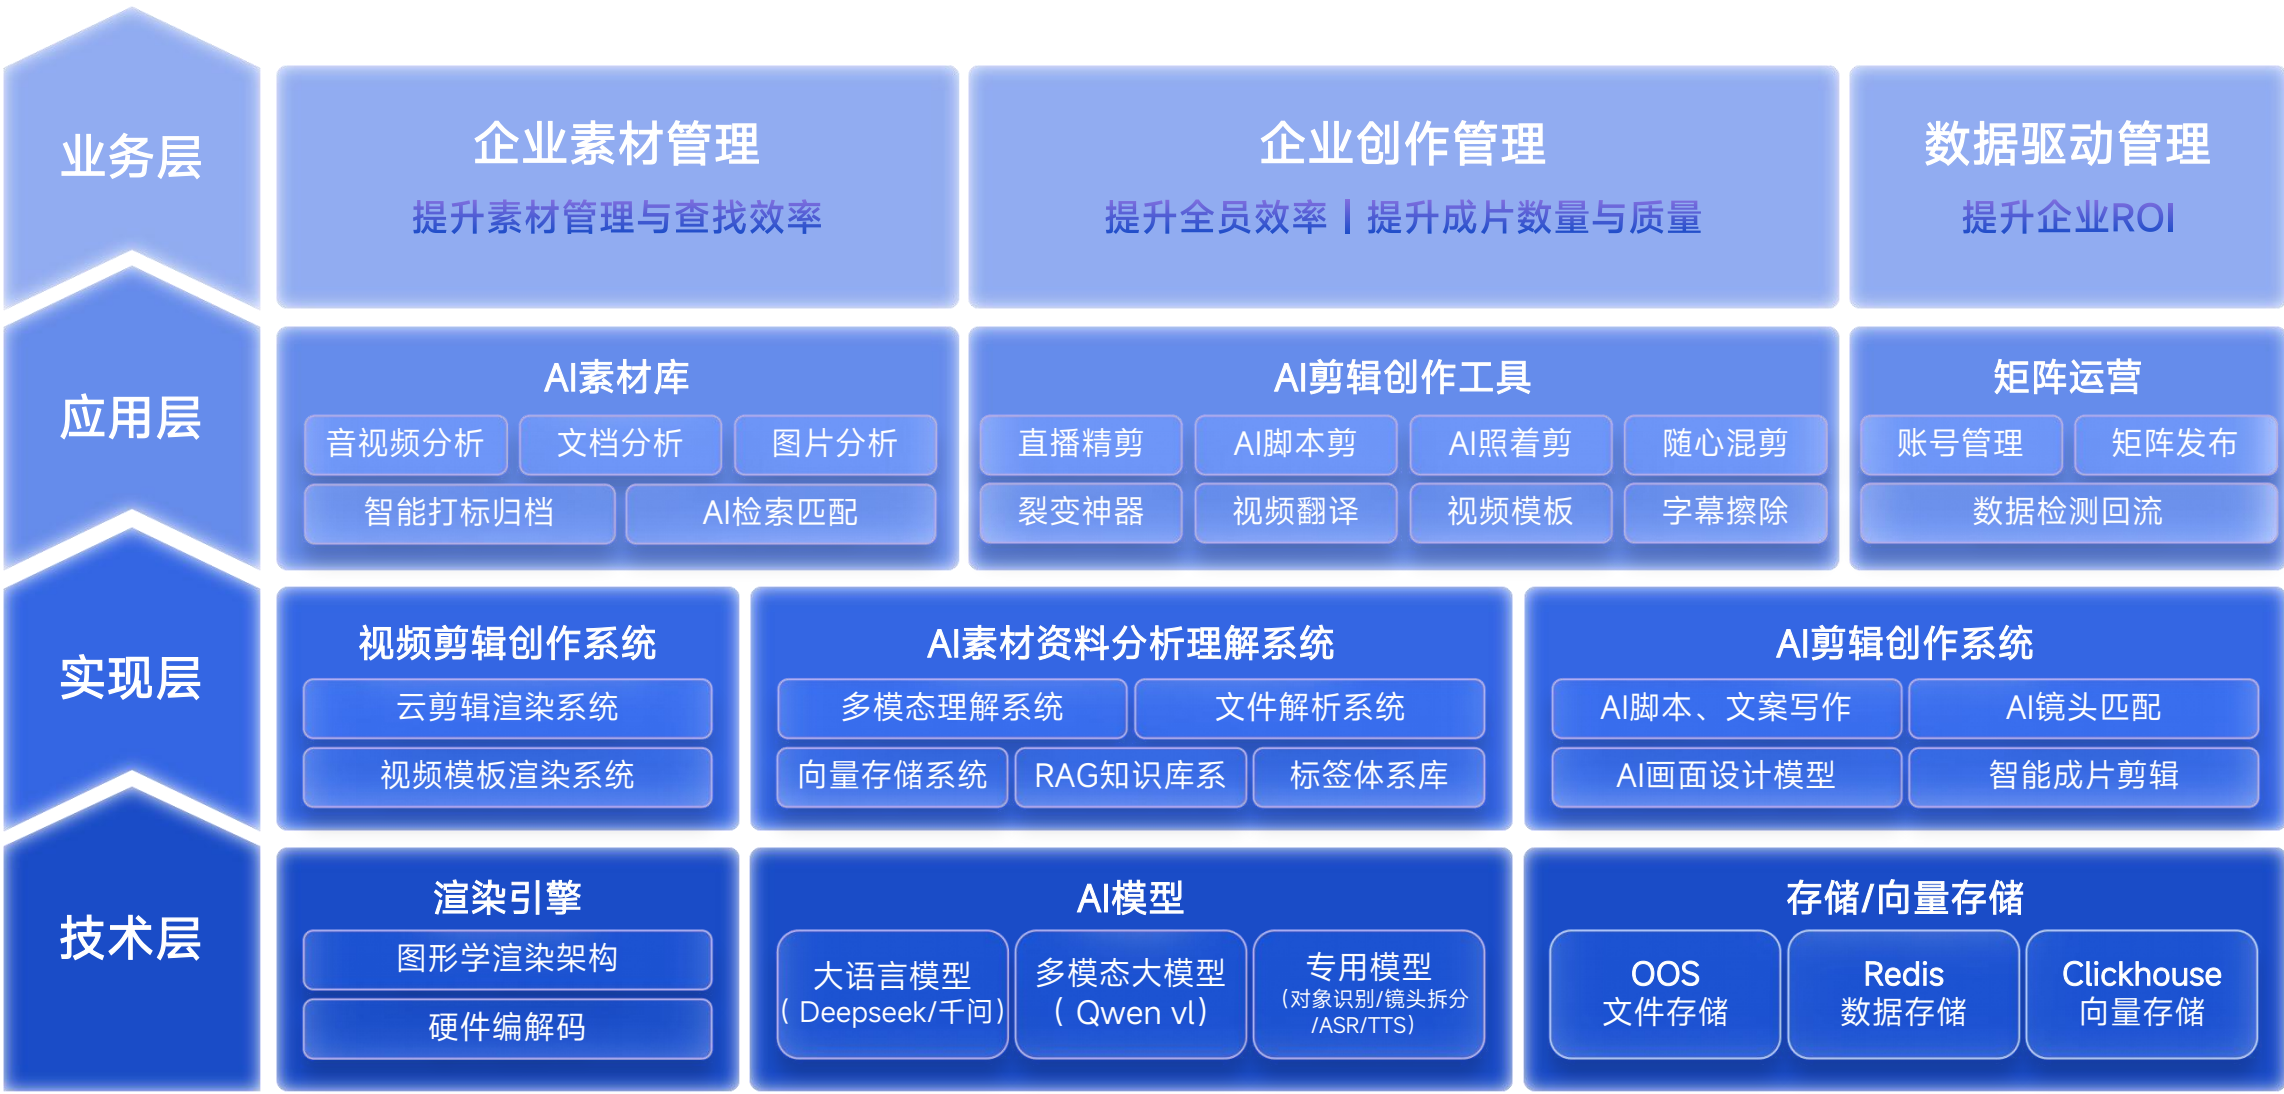 业务层
企业素材管理
提升素材管理与查找效率
企业创作管理
提升全员效率 | 提升成片数量与质量
数据驱动管理
提升企业ROI
应用层
AI素材库
音视频分析
文档分析
图片分析
智能打标归档
AI检索匹配
AI剪辑创作工具
直播精剪
AI脚本剪
AI照着剪
随心混剪
裂变神器
视频翻译
视频模板
字幕擦除
矩阵运营
账号管理
矩阵发布
数据检测回流
实现层
视频剪辑创作系统
云剪辑渲染系统
视频模板渲染系统
AI素材资料分析理解系统
多模态理解系统
文件解析系统
向量存储系统
RAG知识库系
标签体系库
AI剪辑创作系统
AI脚本、文案写作
AI镜头匹配
AI画面设计模型
智能成片剪辑
技术层
渲染引擎
图形学渲染架构
硬件编解码
AI模型
大语言模型
( Deepseek/千问)
多模态大模型
( Qwen vl)
专用模型
(对象识别/镜头拆分
/ASR/TTS)
存储/向量存储
OOS
文件存储
Redis
数据存储
Clickhouse
向量存储